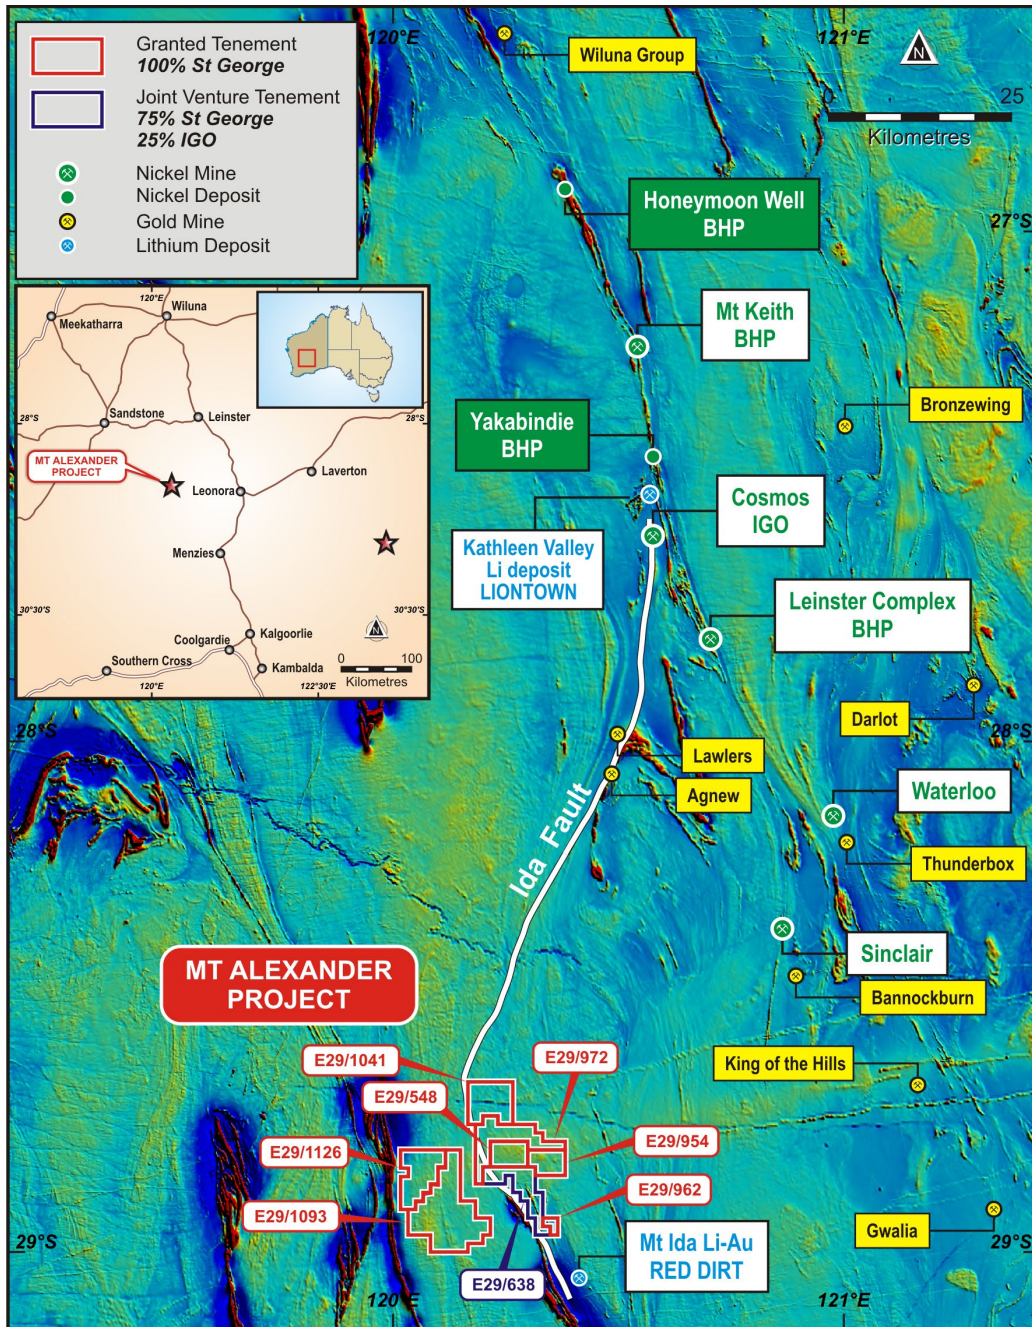 Granted Tenement
100% St George
Joint Venture Tenement
75% St George
25% IGO
Nickel Mine
Nickel Deposit
Gold Mine
Lithium Deposit
120°E
121°E
Wiluna Group
N
0 25
Kilometres
Honeymoon Well
BHP
27°S
Mt Keith
BHP
Bronzewing
Yakabindie
BHP
Cosmos
IGO
Kathleen Valley
Li deposit
LIONTOWN
Leinster Complex
BHP
Darlot
28°S
28°S
Lawlers
Agnew
Waterloo
Thunderbox
Ida Fault
Sinclair
Bannockburn
King of the Hills
MT ALEXANDER
PROJECT
E29/1041
E29/972
E29/548
E29/954
E29/1126
E29/962
E29/1093
E29/638
Mt Ida Li-Au
RED DIRT
Gwalia
29°S
29°S
120°E
121°E
120°E
Wiluna
Meekatharra
Sandstone
Leinster
28°S
28°S
MT ALEXANDER
PROJECT
Laverton
Leonora
Menzies
30°30'S
30°30'S
N
Coolgardie
Kalgoorlie
Southern Cross
Kambalda
0 100
Kilometres
120°E
122°30'E